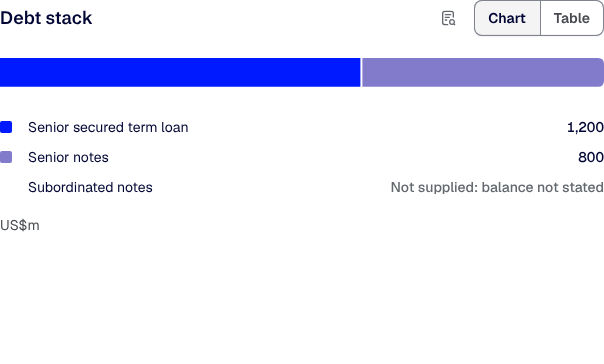 Debt stack
Chart
Table
Senior secured term loan 1,200
Senior notes 800
Subordinated notes Not supplied: balance not stated
US$m